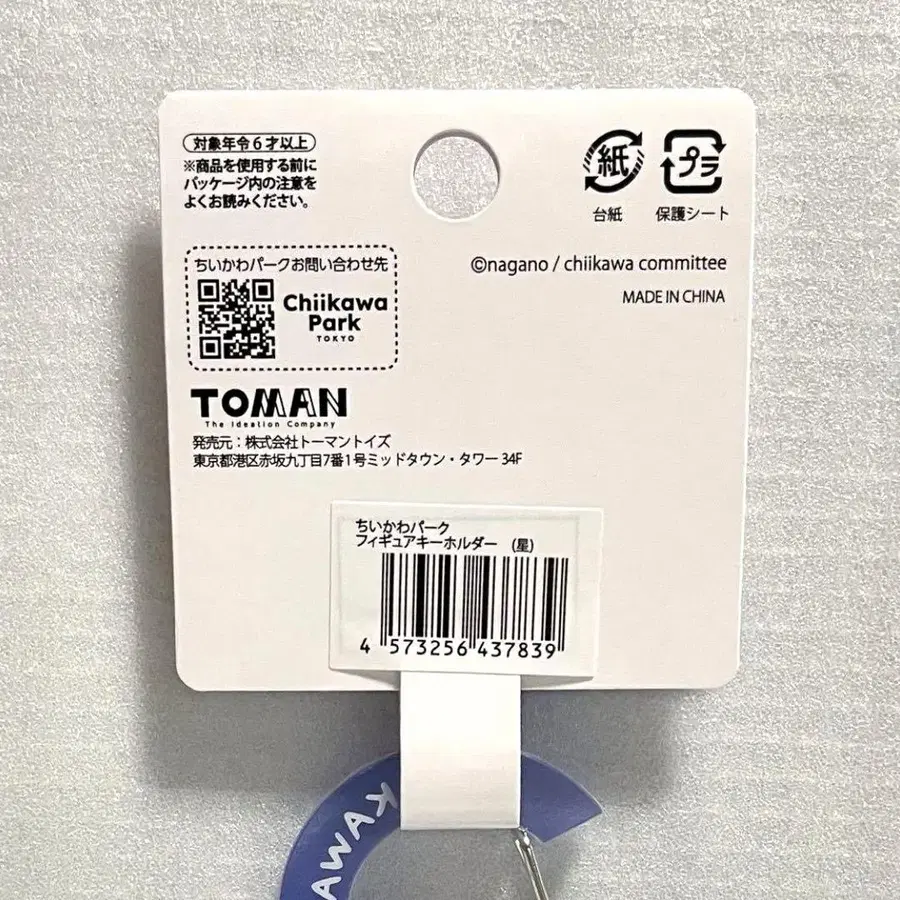 対象年令6才以上
※商品を使用する前に
パッケージ内の注意を
よくお読みください。
紙
台紙
プラ
保護シート
ちいかわパークお問い合わせ先
Chiikawa
Park
TOKYO
©nagano / chiikawa committee
MADE IN CHINA
TOMAN
The Ideation Company
発売元：株式会社トーマントイズ
東京都港区赤坂九丁目7番1号ミッドタウン・タワー 34F
ちいかわパーク
フィギュアキーホルダー （星）
4 573256 437839
KAWA